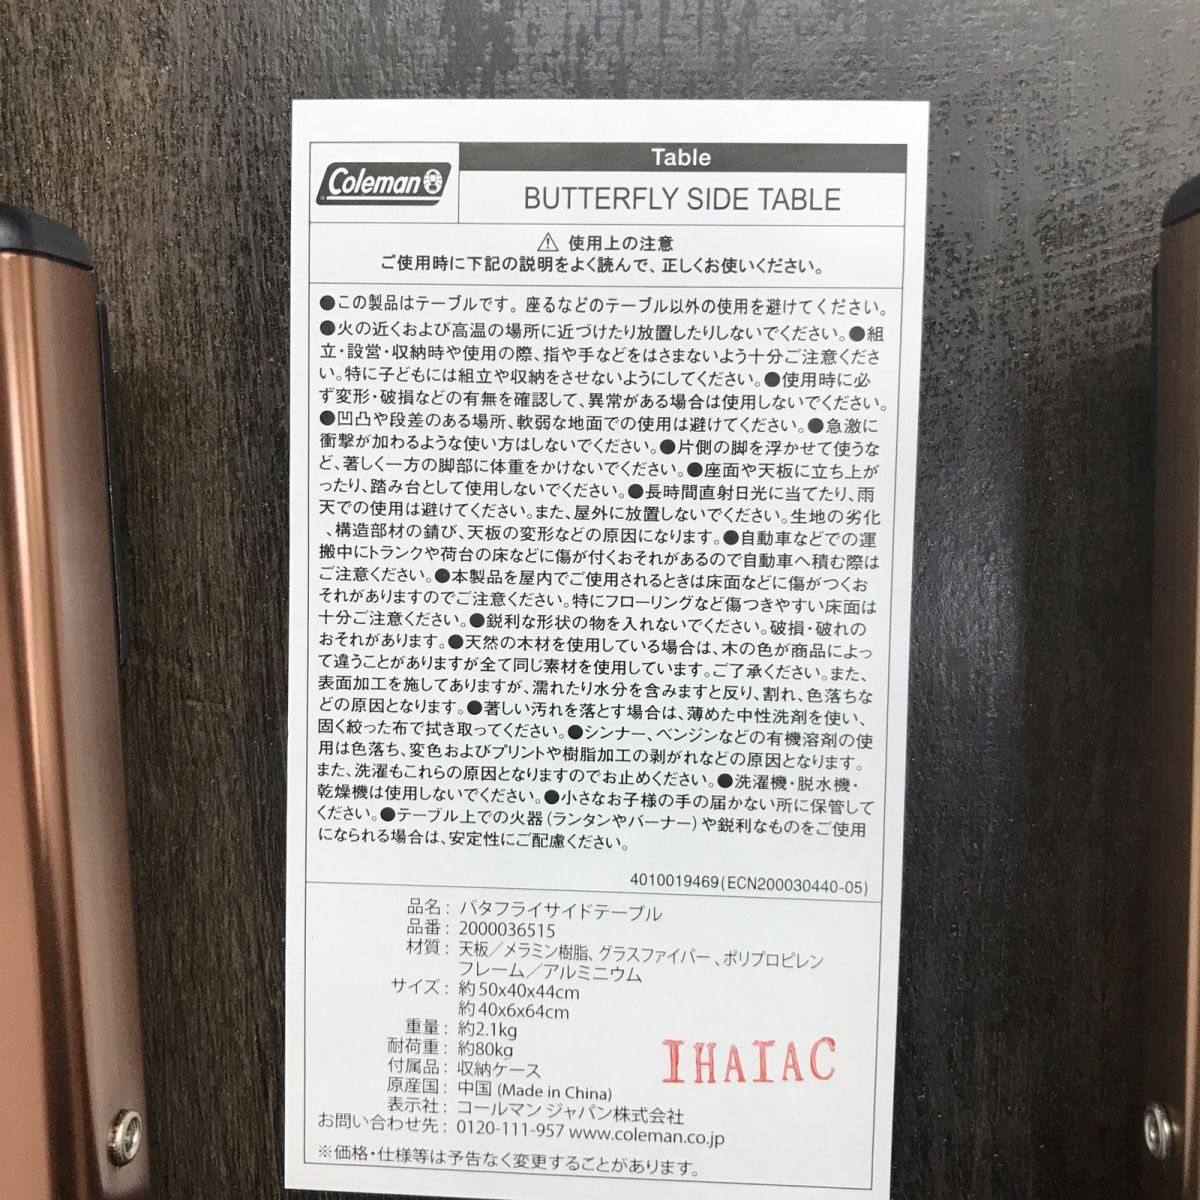 Table
Coleman
BUTTERFLY SIDE TABLE
⚠ 使用上の注意
ご使用時に下記の説明をよく読んで、正しくお使いください。
●この製品はテーブルです。座るなどのテーブル以外の使用を避けてください。
●火の近くおよび高温の場所に近づけたり放置したりしないでください。●組
立・設営・収納時や使用の際、指や手などをはさまないよう十分ご注意くださ
い。特に子どもには組立や収納をさせないようにしてください。●使用時に必
ず変形・破損などの有無を確認して、異常がある場合は使用しないでください。
●凹凸や段差のある場所、軟弱な地面での使用は避けてください。●急激に
衝撃が加わるような使い方はしないでください。●片側の脚を浮かせて使うな
ど、著しく一方の脚部に体重をかけないでください。●座面や天板に立ち上が
ったり、踏み台として使用しないでください。●長時間直射日光に当てたり、雨
天での使用は避けてください。また、屋外に放置しないでください。生地の劣化
、構造部材の錆び、天板の変形などの原因になります。●自動車などでの運
搬中にトランクや荷台の床などに傷が付くおそれがあるので自動車へ積む際は
ご注意ください。●本製品を屋内でご使用されるときは床面などに傷がつくお
それがありますのでご注意ください。特にフローリングなど傷つきやすい床面は
十分ご注意ください。●鋭利な形状の物を入れないでください。破損・破れの
おそれがあります。●天然の木材を使用している場合は、木の色が商品によっ
て違うことがありますが全て同じ素材を使用しています。ご了承ください。また、
表面加工を施してありますが、濡れたり水分を含みますと反り、割れ、色落ちな
どの原因となります。●著しい汚れを落とす場合は、薄めた中性洗剤を使い、
固く絞った布で拭き取ってください。●シンナー、ベンジンなどの有機溶剤の使
用は色落ち、変色およびプリントや樹脂加工の剥がれなどの原因となります。
また、洗濯もこれらの原因となりますのでお止めください。●洗濯機・脱水機・
乾燥機は使用しないでください。●小さなお子様の手の届かない所に保管して
ください。●テーブル上での火器(ランタンやバーナー)や鋭利なものをご使用
になられる場合は、安定性にご配慮ください。
4010019469(ECN200030440-05)
品名：バタフライサイドテーブル
品番：2000036515
材質：天板／メラミン樹脂、グラスファイバー、ポリプロピレン
フレーム／アルミニウム
サイズ：約50x40x44cm
約40x6x64cm
重量：約2.1kg
耐荷重：約80kg
付属品：収納ケース
原産国：中国 (Made in China)
表示社：コールマン ジャパン株式会社
お問い合わせ先：0120-111-957 www.coleman.co.jp
※価格・仕様等は予告なく変更することがあります。
IHAIAC